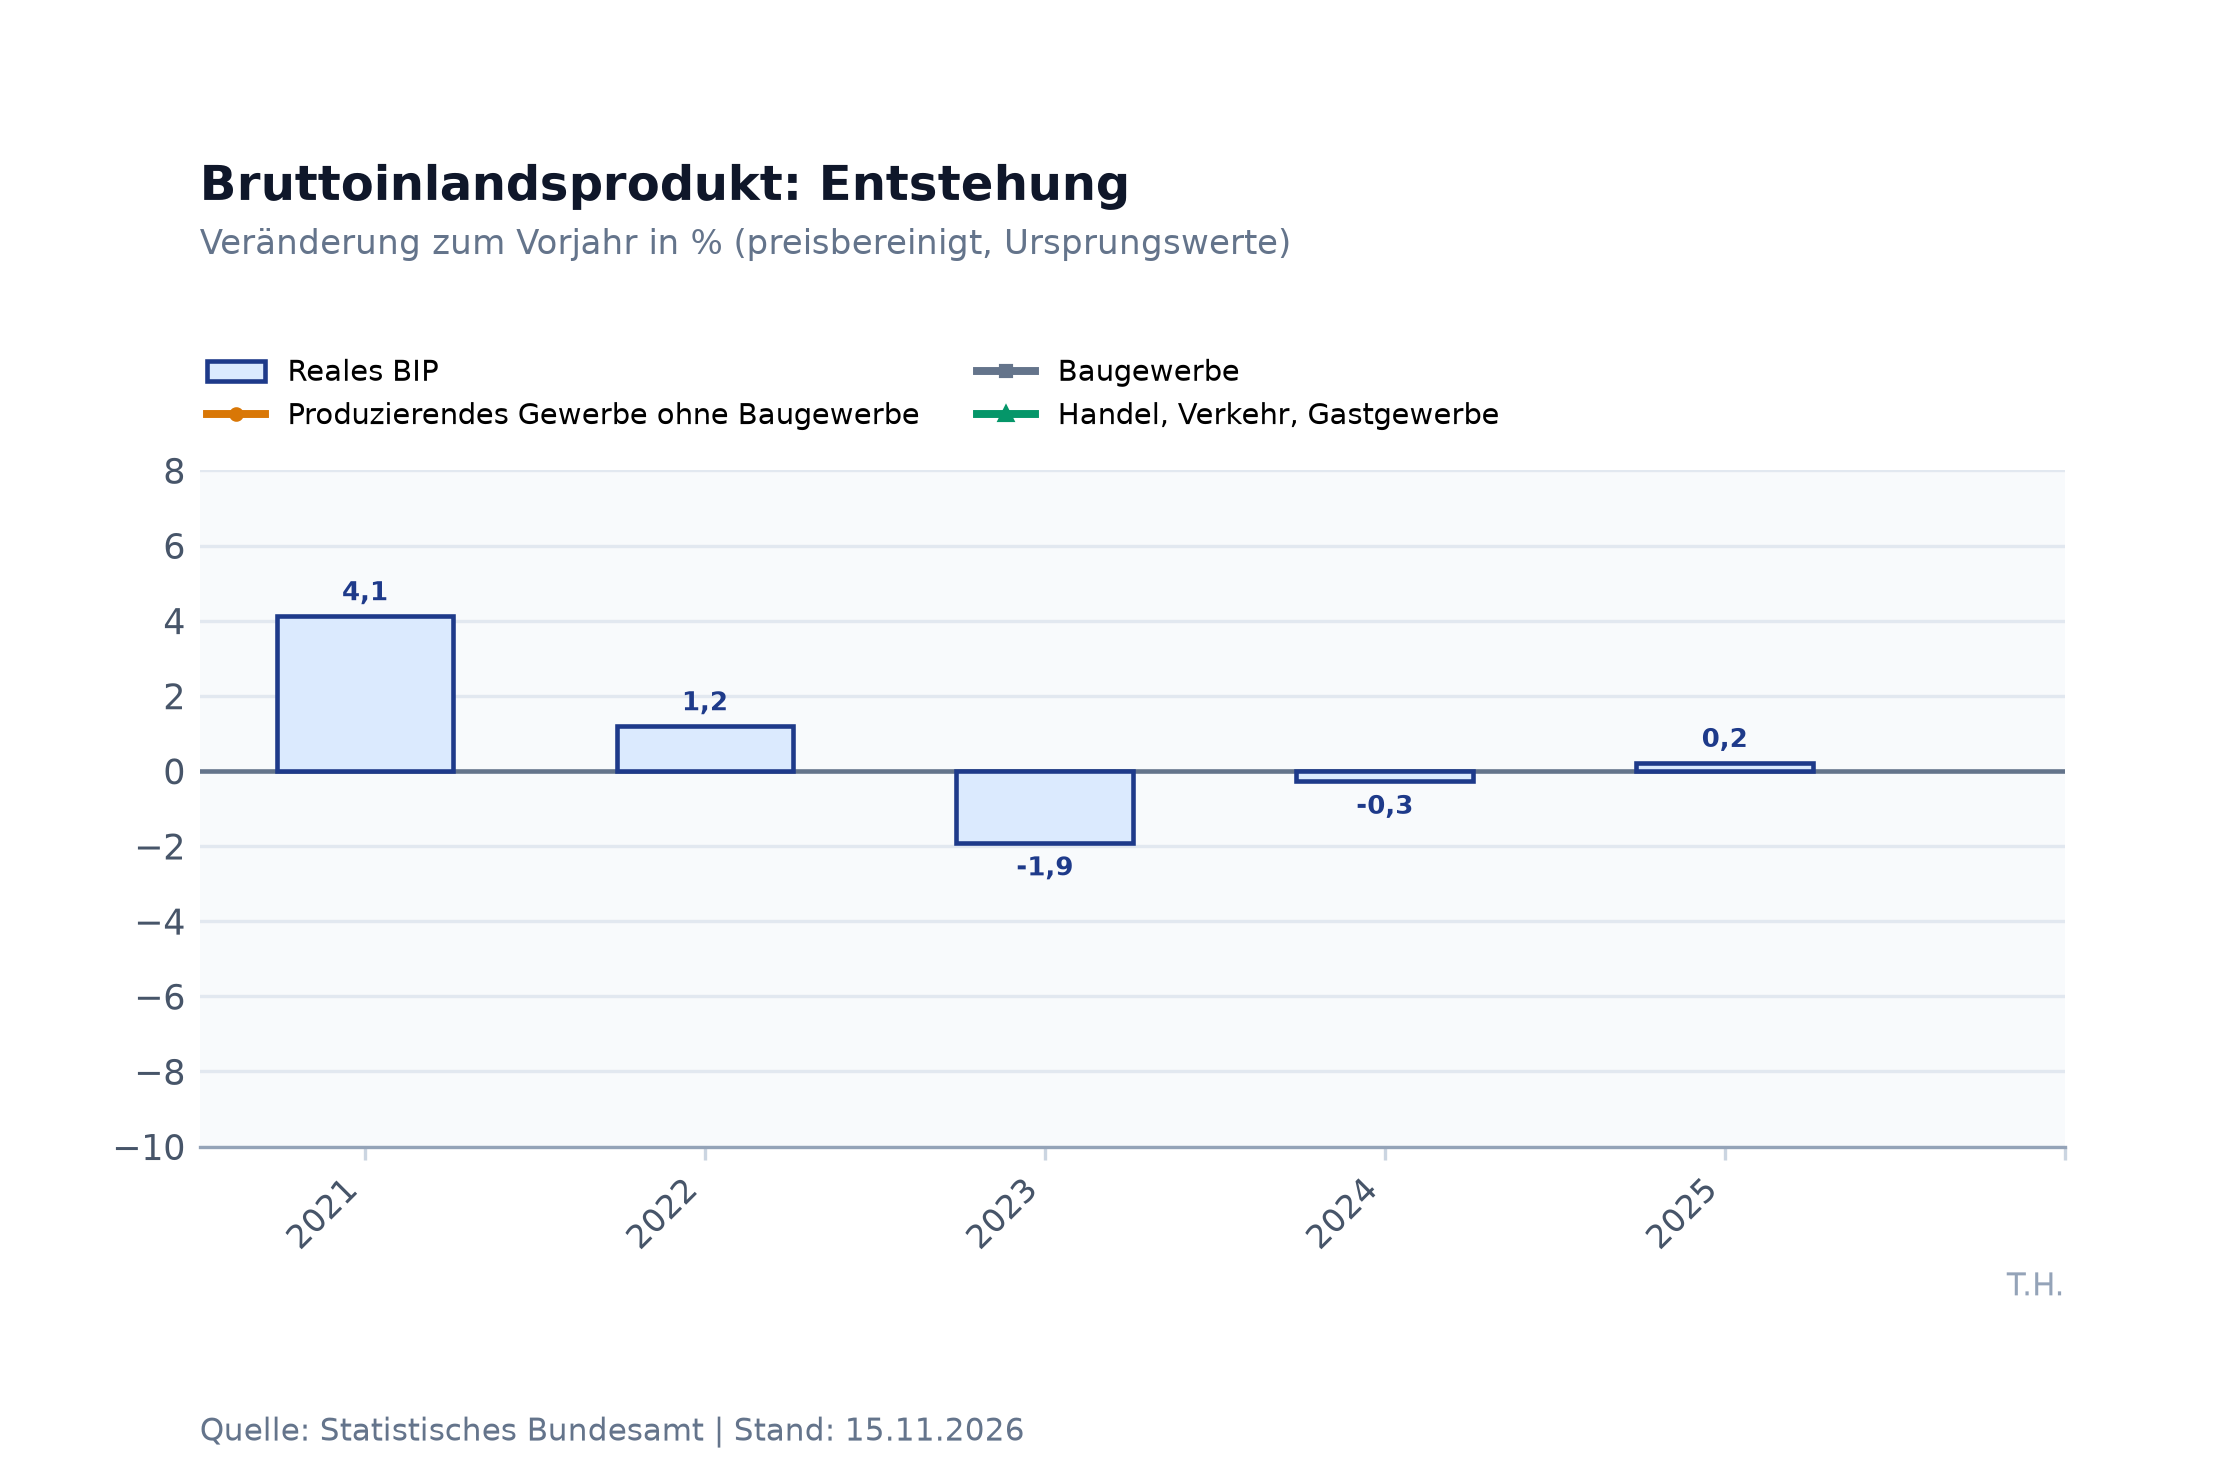 Bruttoinlandsprodukt: Entstehung
Veränderung zum Vorjahr in % (preisbereinigt, Ursprungswerte)
Reales BIP
Produzierendes Gewerbe ohne Baugewerbe
Baugewerbe
Handel, Verkehr, Gastgewerbe
8
6
4
2
0
−2
−4
−6
−8
−10
4,1
1,2
-1,9
-0,3
0,2
2021
2022
2023
2024
2025
T.H.
Quelle: Statistisches Bundesamt | Stand: 15.11.2026